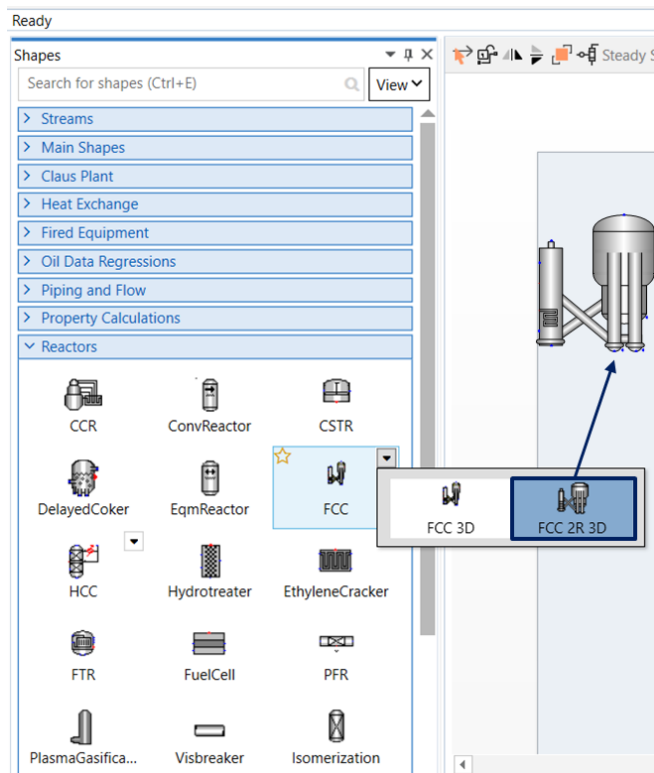 Ready
Shapes
Search for shapes (Ctrl+E)
View
Steady S
Streams
Main Shapes
Claus Plant
Heat Exchange
Fired Equipment
Oil Data Regressions
Piping and Flow
Property Calculations
Reactors
CCR ConvReactor CSTR
DelayedCoker EqmReactor FCC
FCC 3D FCC 2R 3D
HCC Hydrotreater EthyleneCracker
FTR FuelCell PFR
PlasmaGasifica... Visbreaker Isomerization